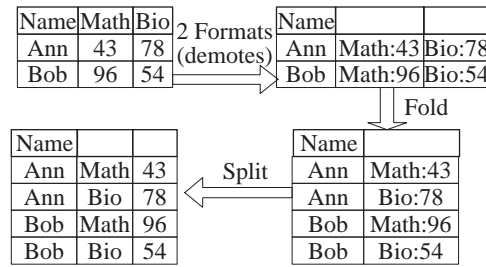 Name Math Bio
Ann 43 78
Bob 96 54
2 Formats
(demotes)
Name
Ann Math:43 Bio:78
Bob Math:96 Bio:54
Fold
Name
Ann Math:43
Ann Bio:78
Bob Math:96
Bob Bio:54
Split
Name
Ann Math 43
Ann Bio 78
Bob Math 96
Bob Bio 54